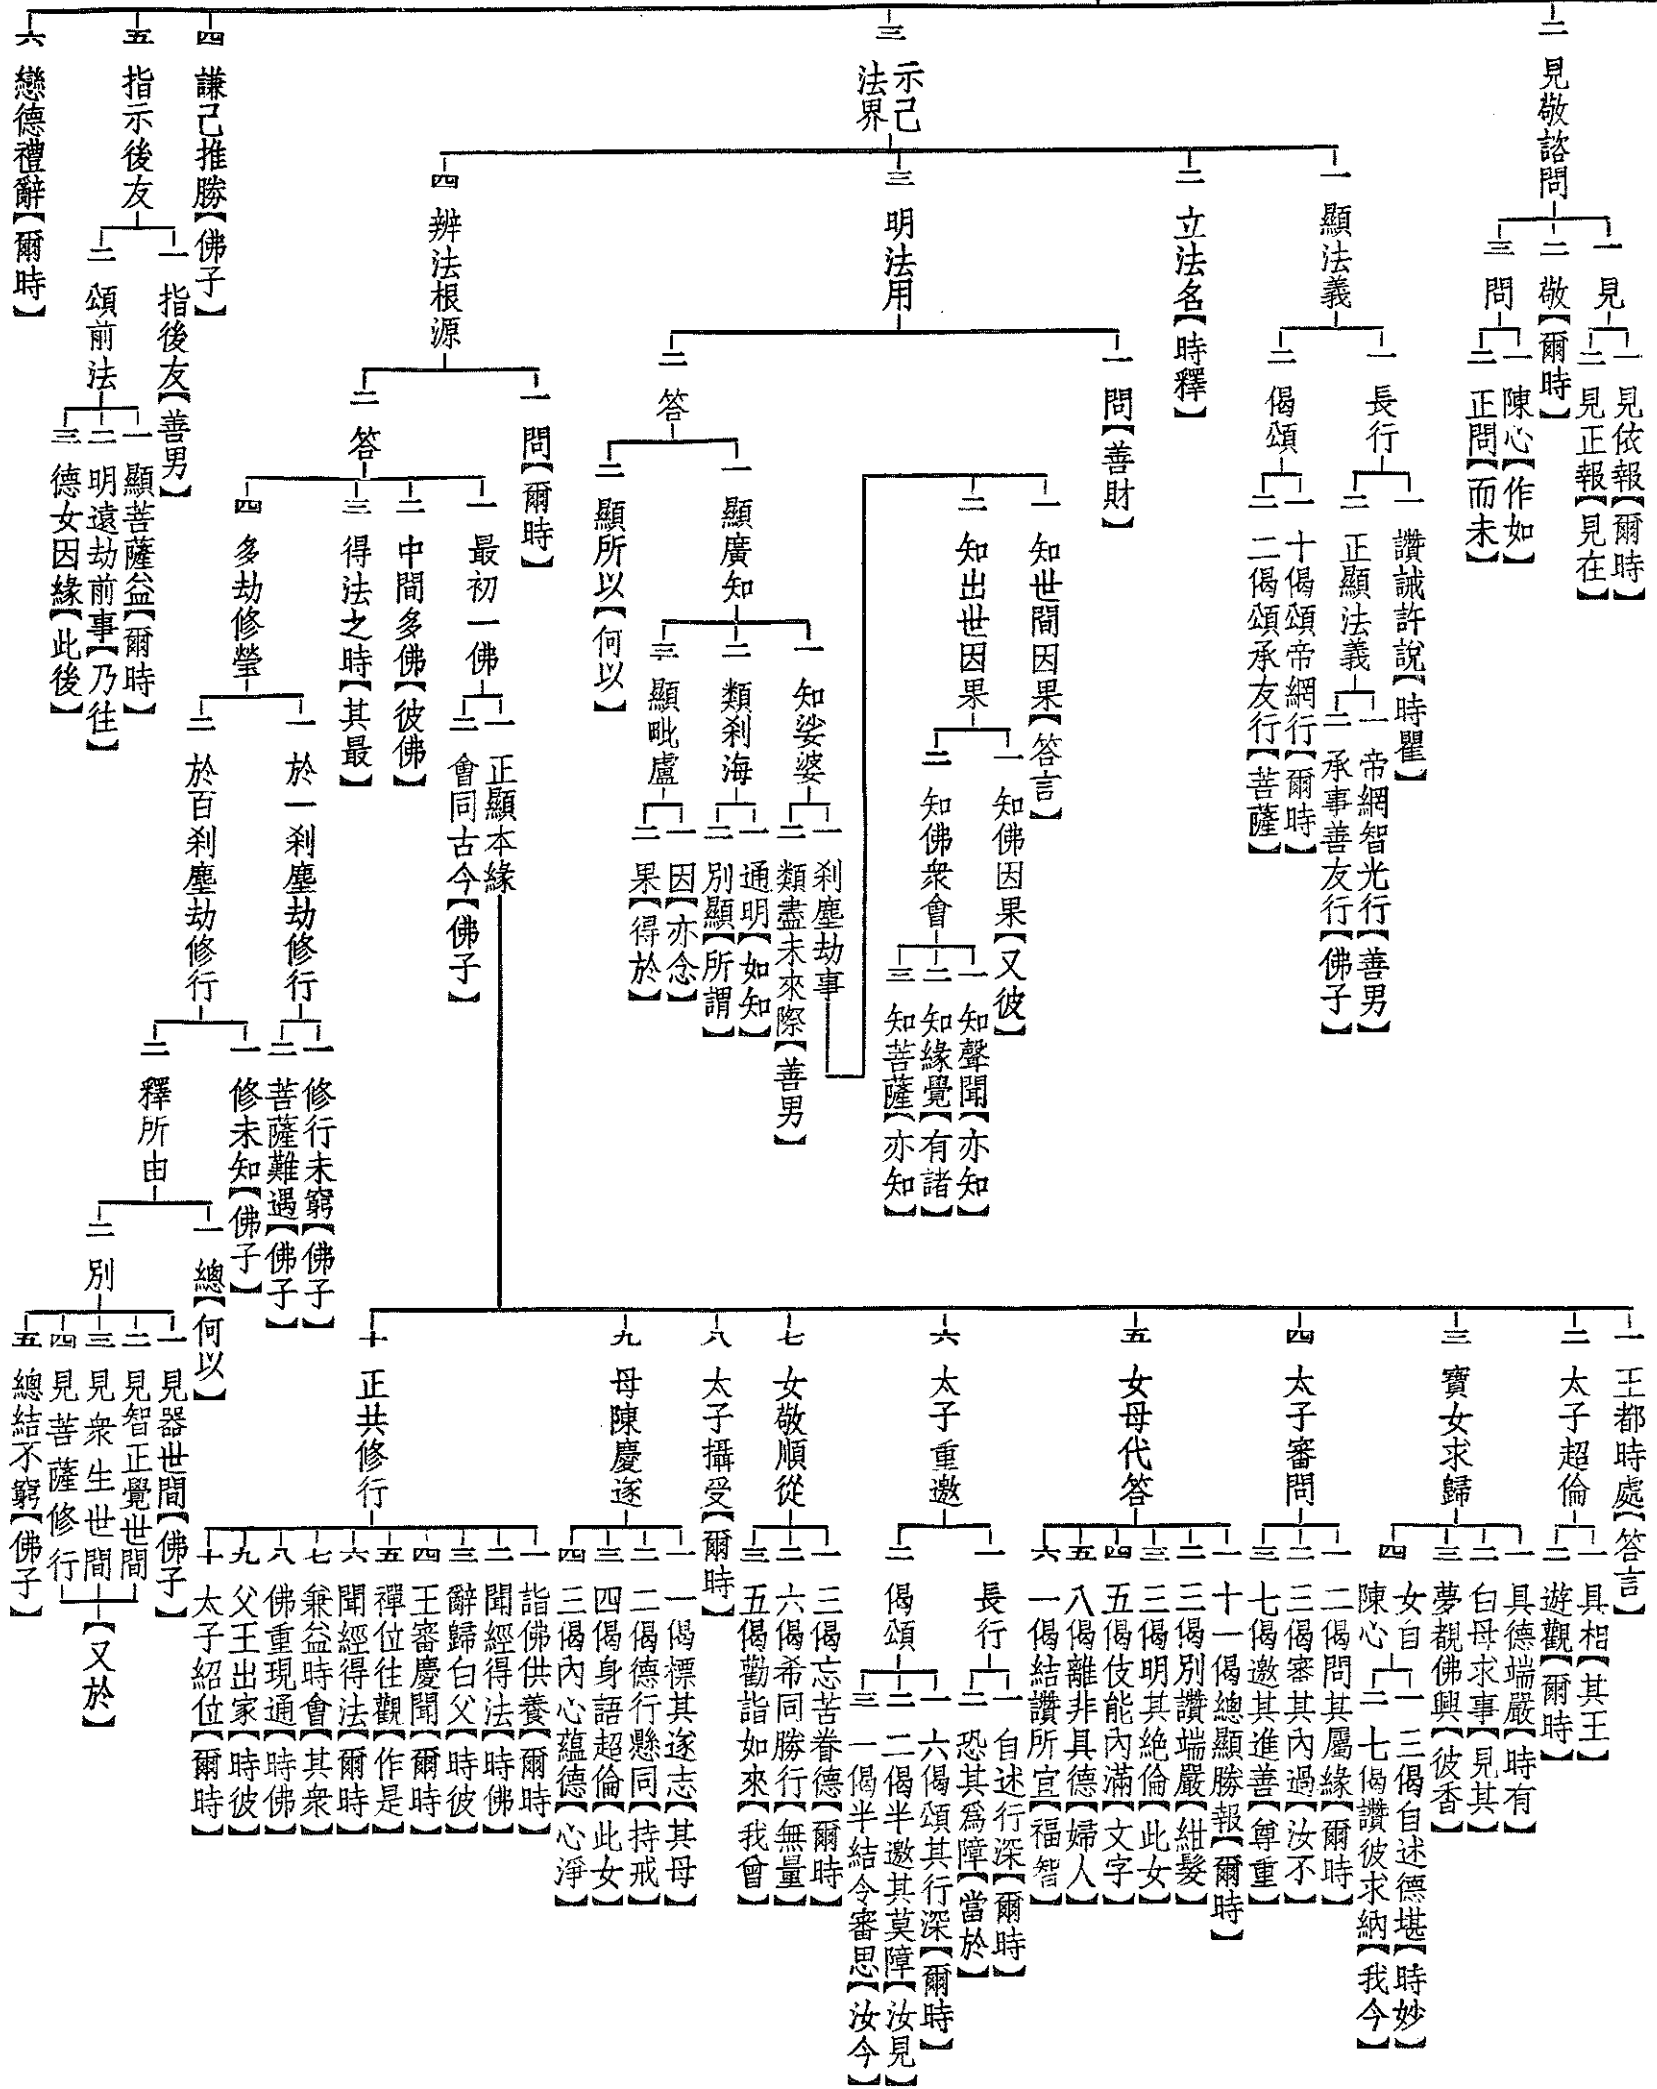 二 見敬諮問
一 見
一 見依報【爾時】
二 見正報【見在】
二 敬【爾時】
三 問
一 陳心【作如】
二 正問【而未】
三 示己法界
一 顯法義
一 長行
一 讚誡許說【時瞿】
二 正顯法義
一 帝網智光行【善男】
二 承事善友行【佛子】
二 偈頌
一 十偈頌帝網行【爾時】
二 二偈頌承友行【菩薩】
二 立法名【時釋】
三 明法用
一 問【善財】
二 答
一 顯廣知
一 知娑婆
一 剎塵劫事
一 知世間因果【答言】
二 知出世因果
一 知佛因果【又彼】
二 知佛衆會
一 知聲聞【亦知】
二 知緣覺【有諸】
三 知菩薩【亦知】
二 類盡未來際【善男】
二 類剎海
一 通明【如知】
二 別顯【所謂】
三 顯毗盧
一 因【亦念】
二 果【得於】
二 顯所以【何以】
四 辨法根源
一 問【爾時】
二 答
一 最初一佛
一 正顯本緣
一 王都時處【答言】
二 太子超倫
一 具相【其王】
二 遊觀【爾時】
三 寶女求歸
一 具德端嚴【時有】
二 白母求事【見其】
三 夢覩佛興【彼香】
四 女自陳心
一 三偈自述德堪【時妙】
二 七偈讚彼求納【我今】
四 太子審問
一 二偈問其屬緣【爾時】
二 三偈審其內過【汝不】
三 七偈邀其進善【尊重】
五 女母代答
一 十一偈總顯勝報【爾時】
二 三偈別讚端嚴【紺髮】
三 三偈明其絶倫【此女】
四 五偈伎能內滿【文字】
五 八偈離非具德【婦人】
六 一偈結讚所宜【福智】
六 太子重邀
一 長行
一 自述行深【爾時】
二 恐其爲障【當於】
二 偈頌
一 六偈頌其行深【爾時】
二 二偈半邀其莫障【汝見】
三 一偈半結令審思【汝今】
七 女敬順從
一 三偈忘苦眷德【爾時】
二 六偈希同勝行【無量】
三 五偈勸詣如來【我曾】
八 太子攝受【爾時】
九 母陳慶遂
一 一偈標其遂志【其母】
二 二偈德行懸同【持戒】
三 四偈身語超倫【此女】
四 三偈內心蘊德【心淨】
十 正共修行
一 詣佛供養【爾時】
二 聞經得法【時佛】
三 辭歸白父【時彼】
四 王審慶聞【爾時】
五 禪位往觀【作是】
六 聞經得法【爾時】
七 兼益時會【其衆】
八 佛重現通【時佛】
九 父王出家【時彼】
十 太子紹位【爾時】
二 會同古今【佛子】
二 中間多佛【彼佛】
三 得法之時【其最】
四 多劫修瑩
一 於一剎塵劫修行
一 修行未窮【佛子】
二 菩薩難遇【佛子】
二 於百剎塵劫修行
一 修未知【佛子】
二 釋所由
一 總【何以】
二 別
一 見器世間【佛子】
二 見智正覺世間
三 見衆生世間
四 見菩薩修行
【又於】
五 總結不窮【佛子】
四 謙己推勝【佛子】
五 指示後友
一 指後友【善男】
二 頌前法
一 顯菩薩益【爾時】
二 明遠劫前事【乃往】
三 德女因緣【此後】
六 戀德禮辭【爾時】